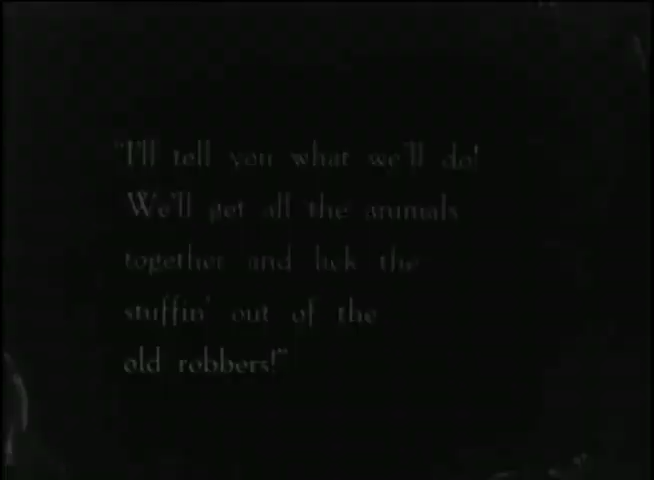 "I'll tell you what we'll do!
We'll get all the animals
together and lick the
stuffin' out of the
old robbers!"